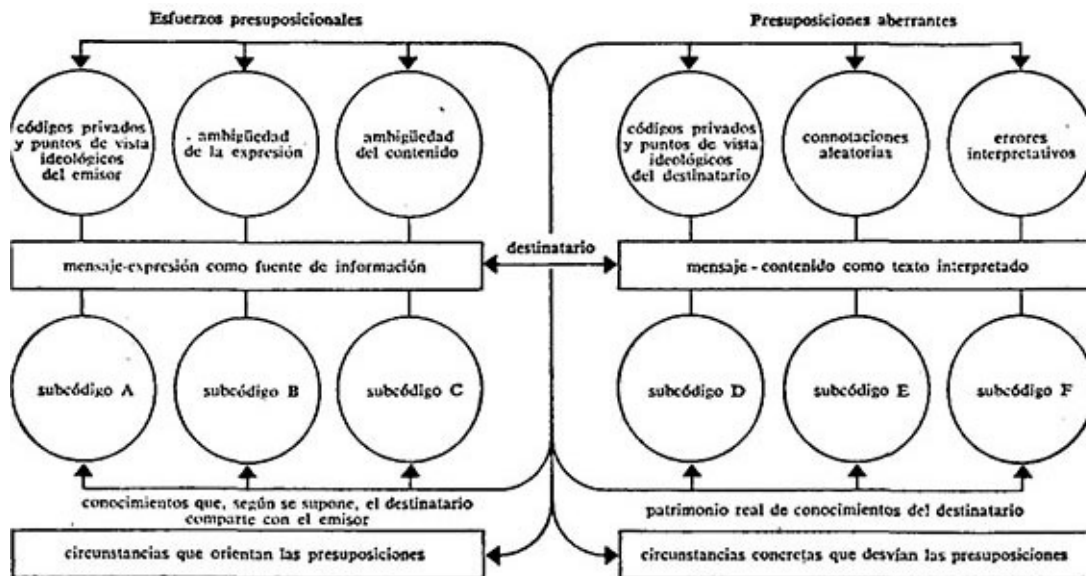 Esfuerzos presuposicionales
Presuposiciones aberrantes
códigos privados
y puntos de vista
ideológicos
del emisor
ambigüedad
de la expresión
ambigüedad
del contenido
códigos privados
y puntos de vista
ideológicos
del destinatario
connotaciones
aleatorias
errores
interpretativos
mensaje-expresión como fuente de información
destinatario
mensaje - contenido como texto interpretado
subcódigo A
subcódigo B
subcódigo C
subcódigo D
subcódigo E
subcódigo F
conocimientos que, según se supone, el destinatario
comparte con el emisor
patrimonio real de conocimientos del destinatario
circunstancias que orientan las presuposiciones
circunstancias concretas que desvían las presuposiciones